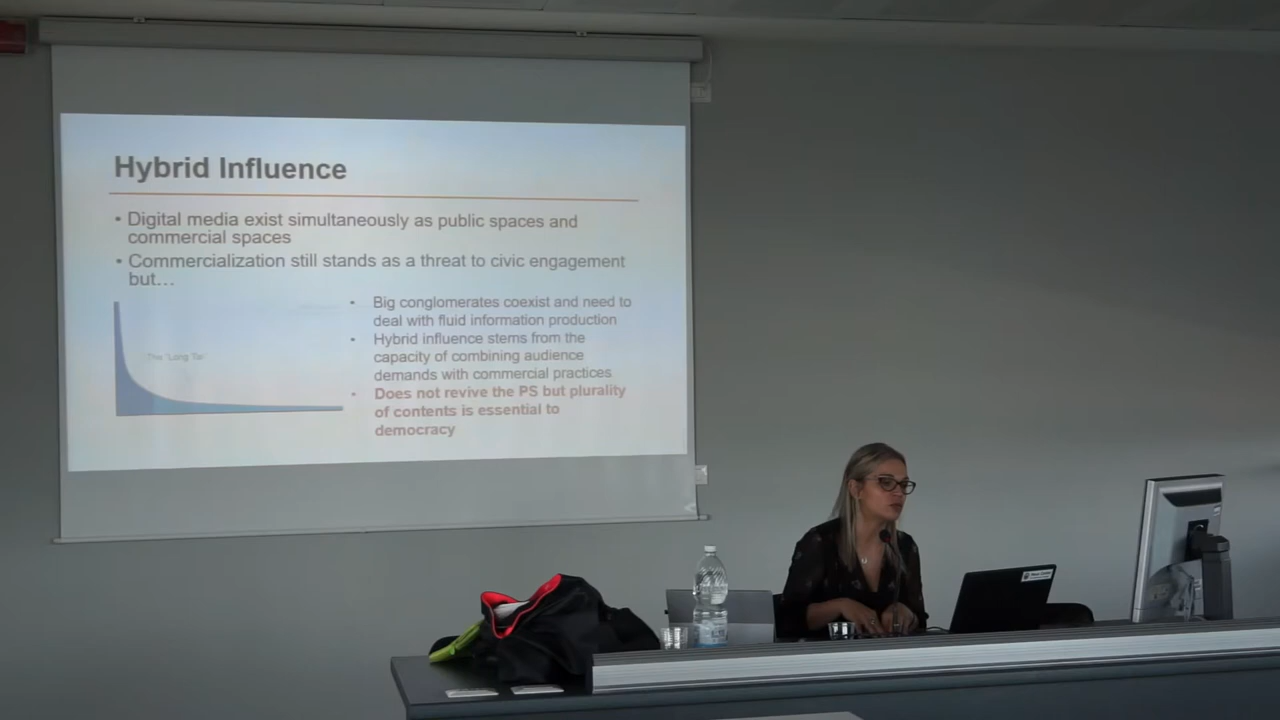 Hybrid Influence
• Digital media exist simultaneously as public spaces and
commercial spaces
• Commercialization still stands as a threat to civic engagement
but…
The "Long Tail"
• Big conglomerates coexist and need to
deal with fluid information production
• Hybrid influence stems from the
capacity of combining audience
demands with commercial practices
• Does not revive the PS but plurality
of contents is essential to
democracy